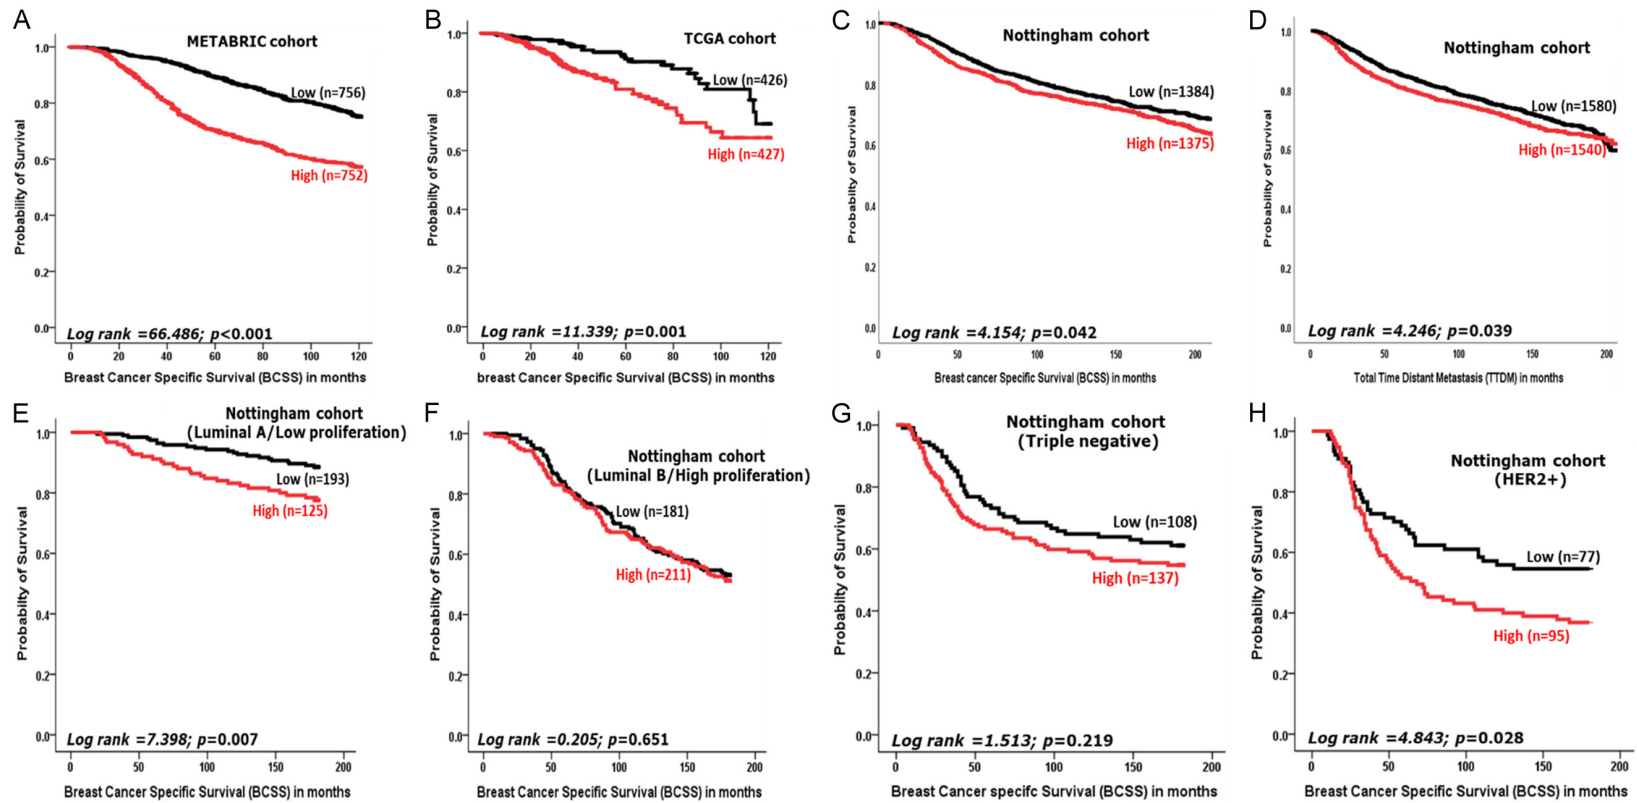 A
METABRIC cohort
1.0
0.8
0.6
0.4
0.2
0.0
Probabilty of Survival
Low (n=756)
High (n=752)
Log rank =66.486; p<0.001
0 20 40 60 80 100 120
Breast Cancer Specific Survival (BCSS) in months
B
TCGA cohort
1.0
0.8
0.6
0.4
0.2
0.0
Probabilty of Survival
Low (n=426)
High (n=427)
Log rank =11.339; p=0.001
0 20 40 60 80 100 120
breast Cancer Specific Survival (BCSS) in months
C
Nottingham cohort
1.0
0.8
0.6
0.4
0.2
0.0
Probabilty of Survival
Low (n=1384)
High (n=1375)
Log rank =4.154; p=0.042
0 50 100 150 200
Breast cancer Specific Survival (BCSS) in months
D
Nottingham cohort
1.0
0.8
0.6
0.4
0.2
0.0
Probabilty of Survival
Low (n=1580)
High (n=1540)
Log rank =4.246; p=0.039
0 50 100 150 200
Total Time Distant Metastasis (TTDM) in months
E
Nottingham cohort
(Luminal A/Low proliferation)
1.0
0.8
0.6
0.4
0.2
0.0
Probabilty of Survival
Low (n=193)
High (n=125)
Log rank =7.398; p=0.007
0 50 100 150 200
Breast Cancer Specific Survival (BCSS) in months
F
Nottingham cohort
(Luminal B/High proliferation)
1.0
0.8
0.6
0.4
0.2
0.0
Probabilty of Survival
Low (n=181)
High (n=211)
Log rank =0.205; p=0.651
0 50 100 150 200
Breast Cancer Specific Survival (BCSS) in months
G
Nottingham cohort
(Triple negative)
1.0
0.8
0.6
0.4
0.2
0.0
Probabilty of Survival
Low (n=108)
High (n=137)
Log rank =1.513; p=0.219
0 50 100 150 200
Breast Cancer specifc Survival (BCSS) in months
H
Nottingham cohort
(HER2+)
1.0
0.8
0.6
0.4
0.2
0.0
Probabilty of Survival
Low (n=77)
High (n=95)
Log rank =4.843; p=0.028
0 50 100 150 200
Breast Cancer Specific Survival (BCSS) in months